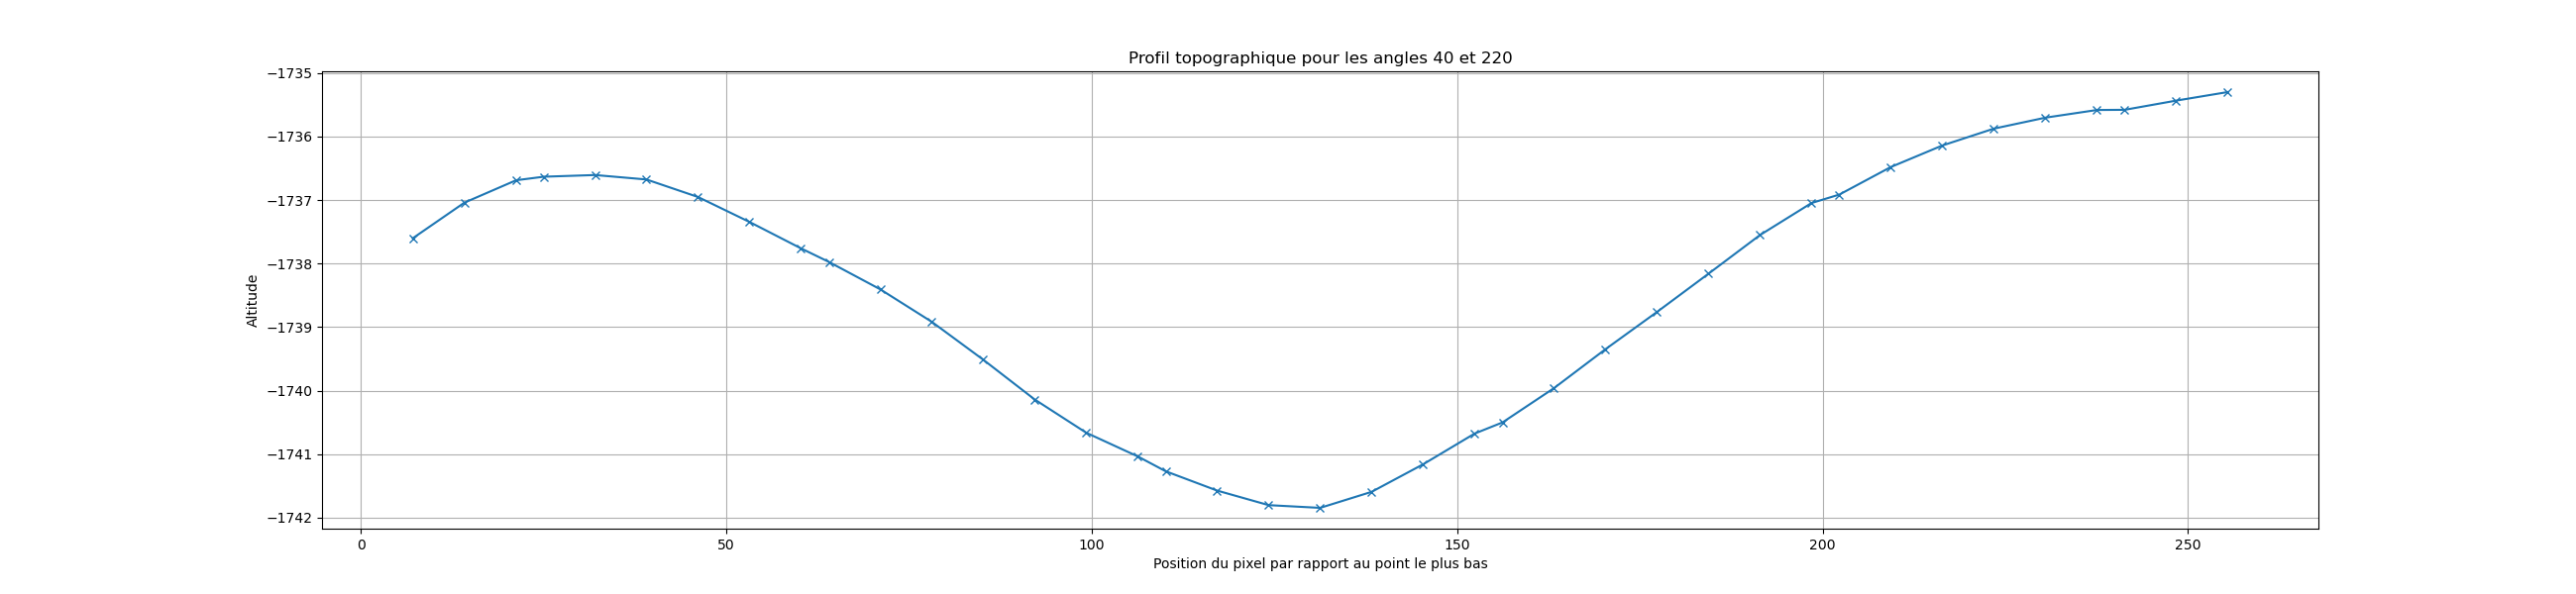 Profil topographique pour les angles 40 et 220
−1735
−1736
−1737
−1738
−1739
−1740
−1741
−1742
Altitude
0 50 100 150 200 250
Position du pixel par rapport au point le plus bas